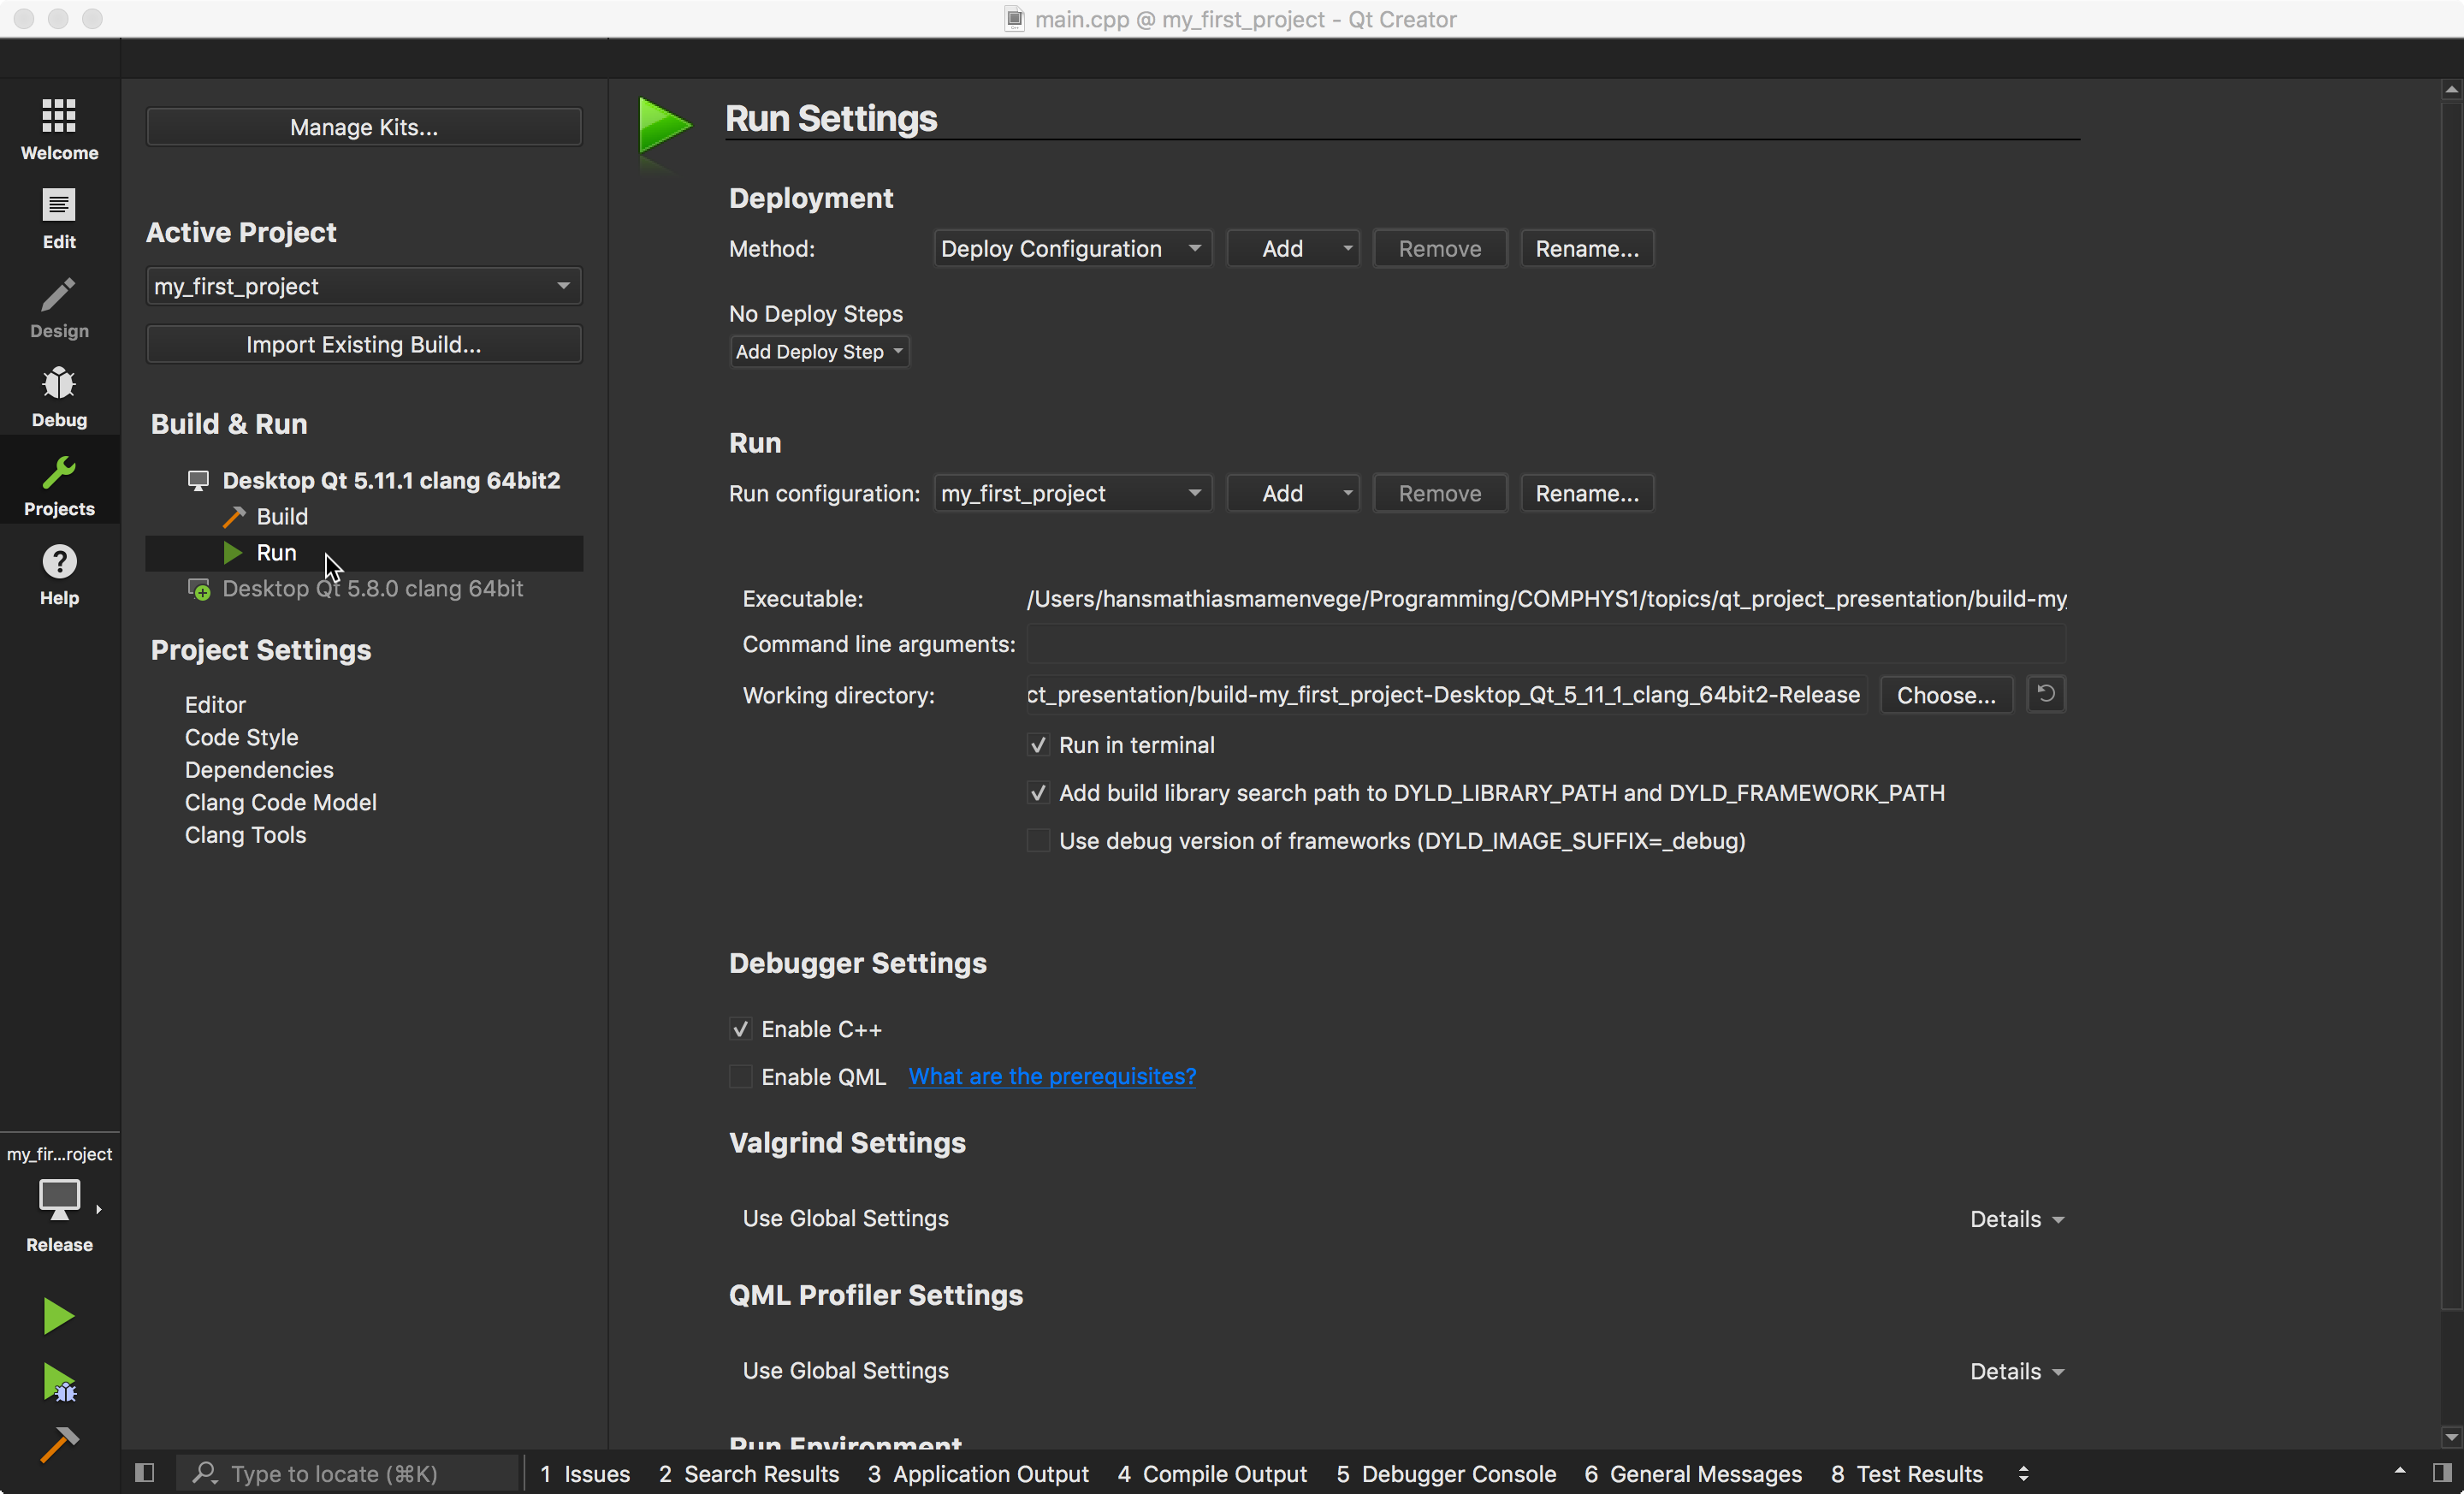 main.cpp @ my_first_project - Qt Creator
Welcome
Edit
Design
Debug
Projects
Help
my_fir...roject
Release
Manage Kits...
Active Project
my_first_project
Import Existing Build...
Build & Run
Desktop Qt 5.11.1 clang 64bit2
Build
Run
Desktop Qt 5.8.0 clang 64bit
Project Settings
Editor
Code Style
Dependencies
Clang Code Model
Clang Tools
Run Settings
Deployment
Method: Deploy Configuration Add Remove Rename...
No Deploy Steps
Add Deploy Step
Run
Run configuration: my_first_project Add Remove Rename...
Executable: /Users/hansmathiasmamenvege/Programming/COMPHYS1/topics/qt_project_presentation/build-my_
Command line arguments:
Working directory: ct_presentation/build-my_first_project-Desktop_Qt_5_11_1_clang_64bit2-Release Choose...
Run in terminal
Add build library search path to DYLD_LIBRARY_PATH and DYLD_FRAMEWORK_PATH
Use debug version of frameworks (DYLD_IMAGE_SUFFIX=_debug)
Debugger Settings
Enable C++
Enable QML What are the prerequisites?
Valgrind Settings
Use Global Settings Details
QML Profiler Settings
Use Global Settings Details
Run Environment
Type to locate (⌘K) 1 Issues 2 Search Results 3 Application Output 4 Compile Output 5 Debugger Console 6 General Messages 8 Test Results